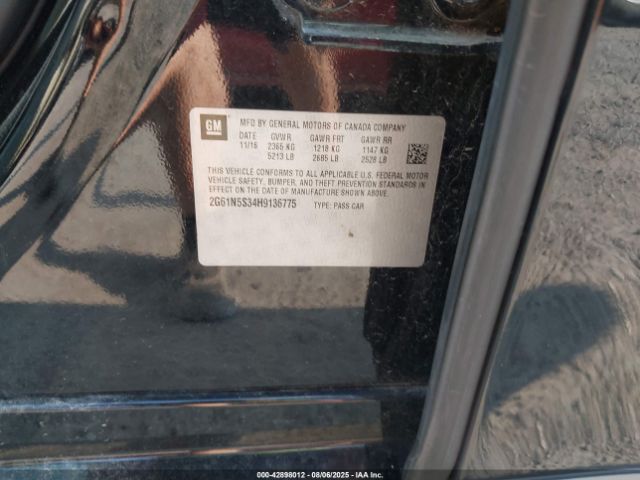 GM
MFD BY GENERAL MOTORS OF CANADA COMPANY
DATE GVWR GAWR FRT GAWR RR
11/16 2365 KG 1218 KG 1147 KG
5213 LB 2685 LB 2528 LB
THIS VEHICLE CONFORMS TO ALL APPLICABLE U.S. FEDERAL MOTOR
VEHICLE SAFETY, BUMPER, AND THEFT PREVENTION STANDARDS IN
EFFECT ON THE DATE OF MANUFACTURE SHOWN ABOVE.
2G61N5S34H9136775 TYPE: PASS CAR
000-42898012 - 08/06/2025 - IAA Inc.